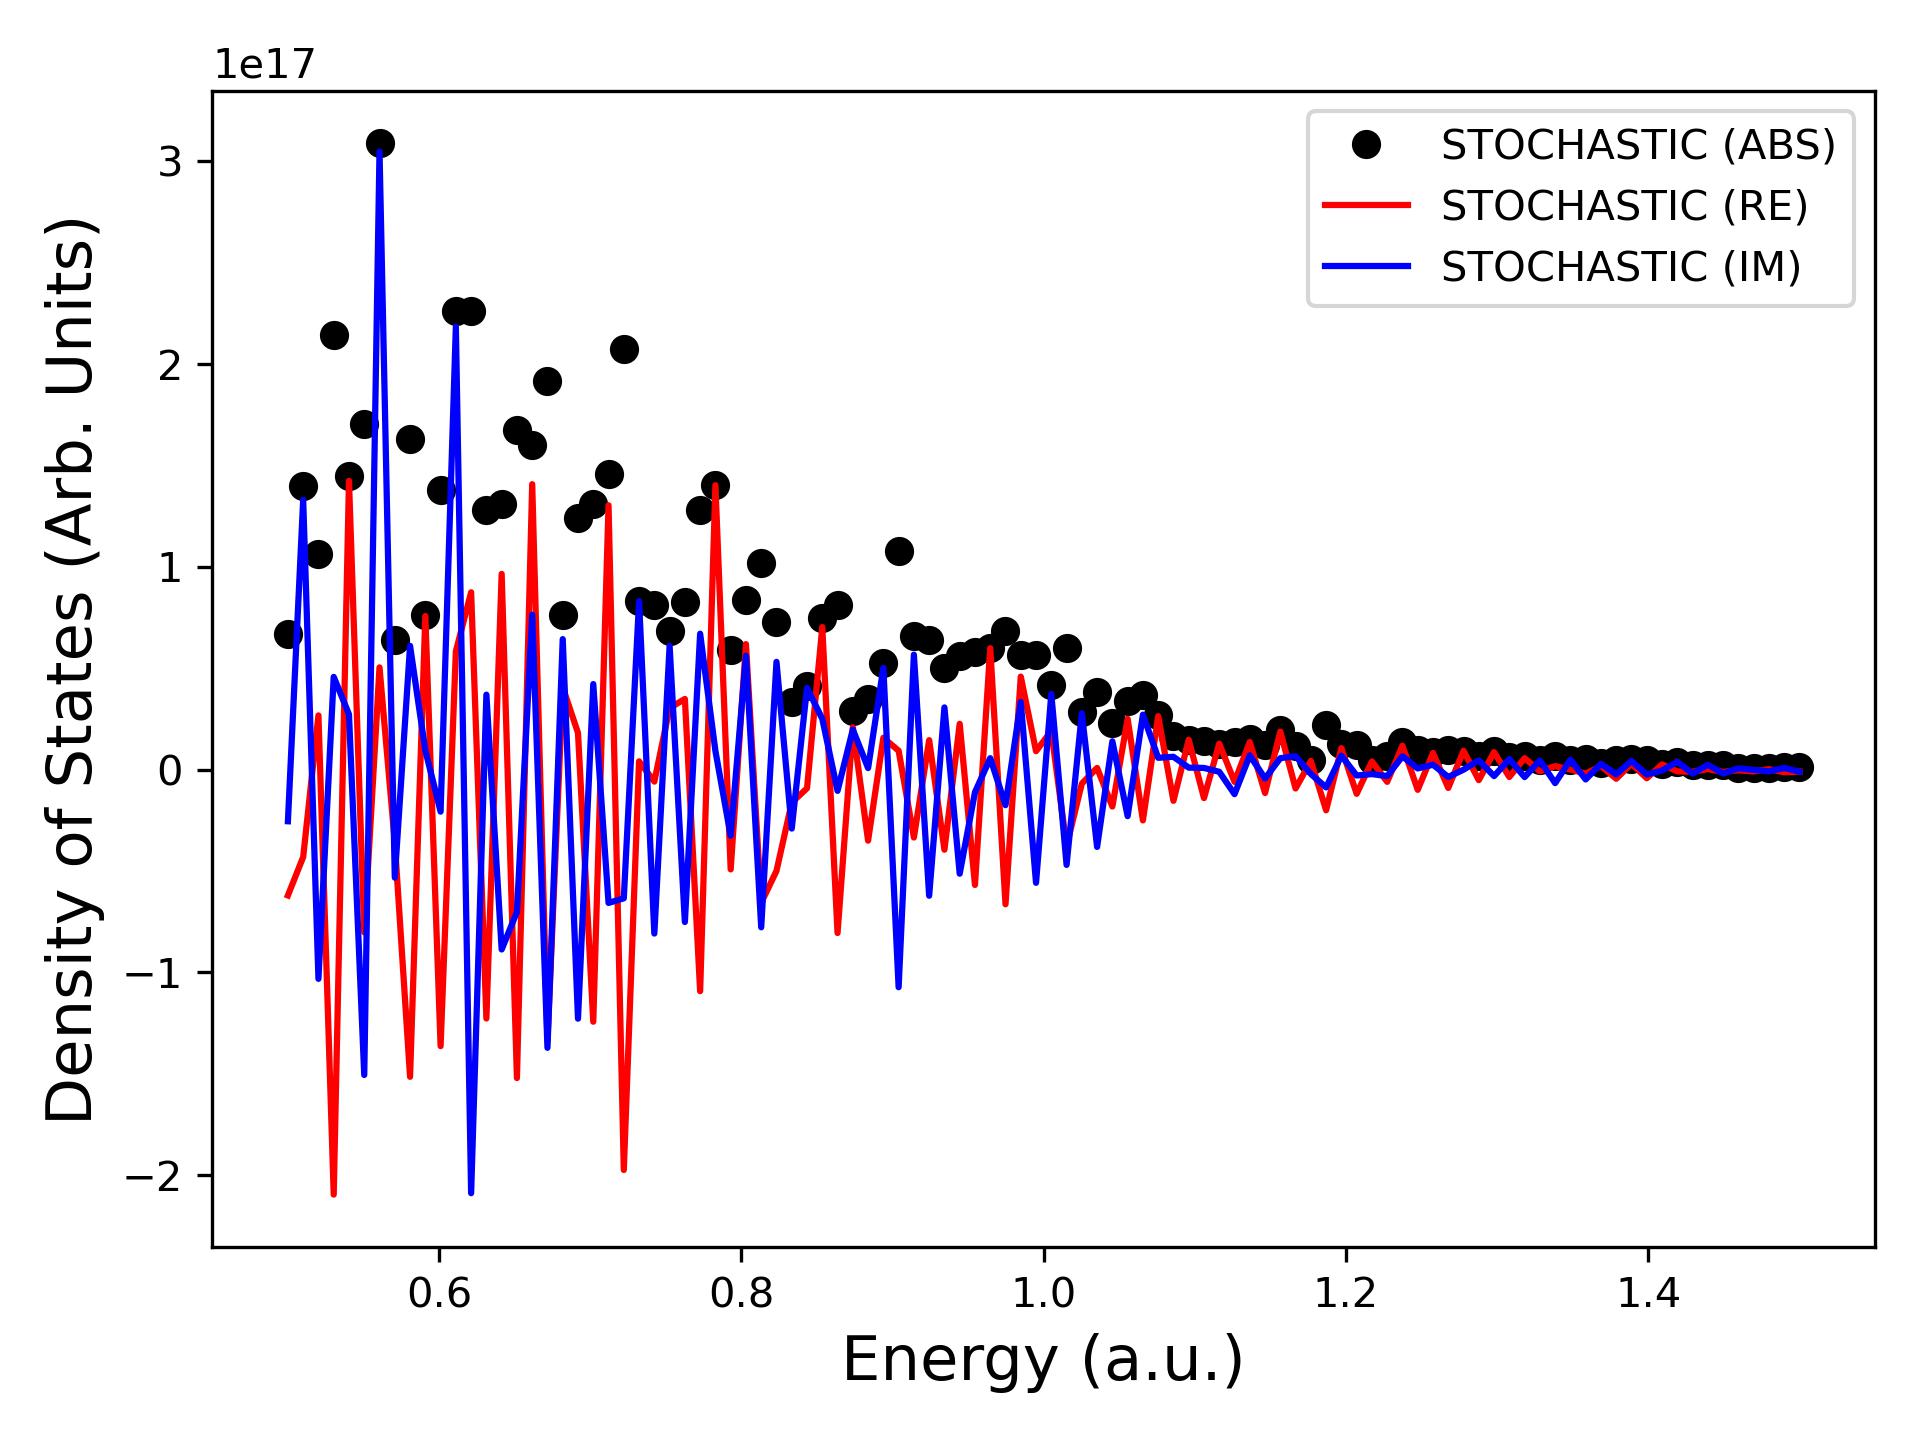 1e17
3
2
1
0
−1
−2
Density of States (Arb. Units)
STOCHASTIC (ABS)
STOCHASTIC (RE)
STOCHASTIC (IM)
0.6 0.8 1.0 1.2 1.4
Energy (a.u.)